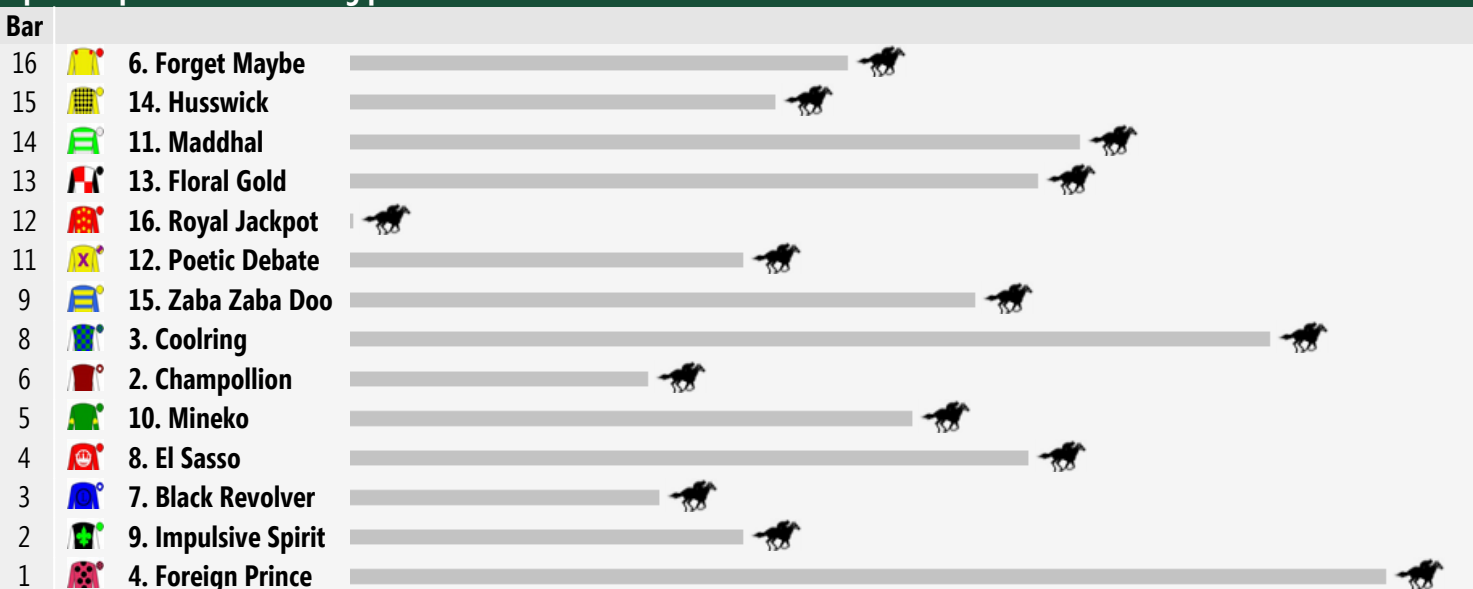 Bar
16 6. Forget Maybe
15 14. Husswick
14 11. Maddhal
13 13. Floral Gold
12 16. Royal Jackpot
11 12. Poetic Debate
9 15. Zaba Zaba Doo
8 3. Coolring
6 2. Champollion
5 10. Mineko
4 8. El Sasso
3 7. Black Revolver
2 9. Impulsive Spirit
1 4. Foreign Prince